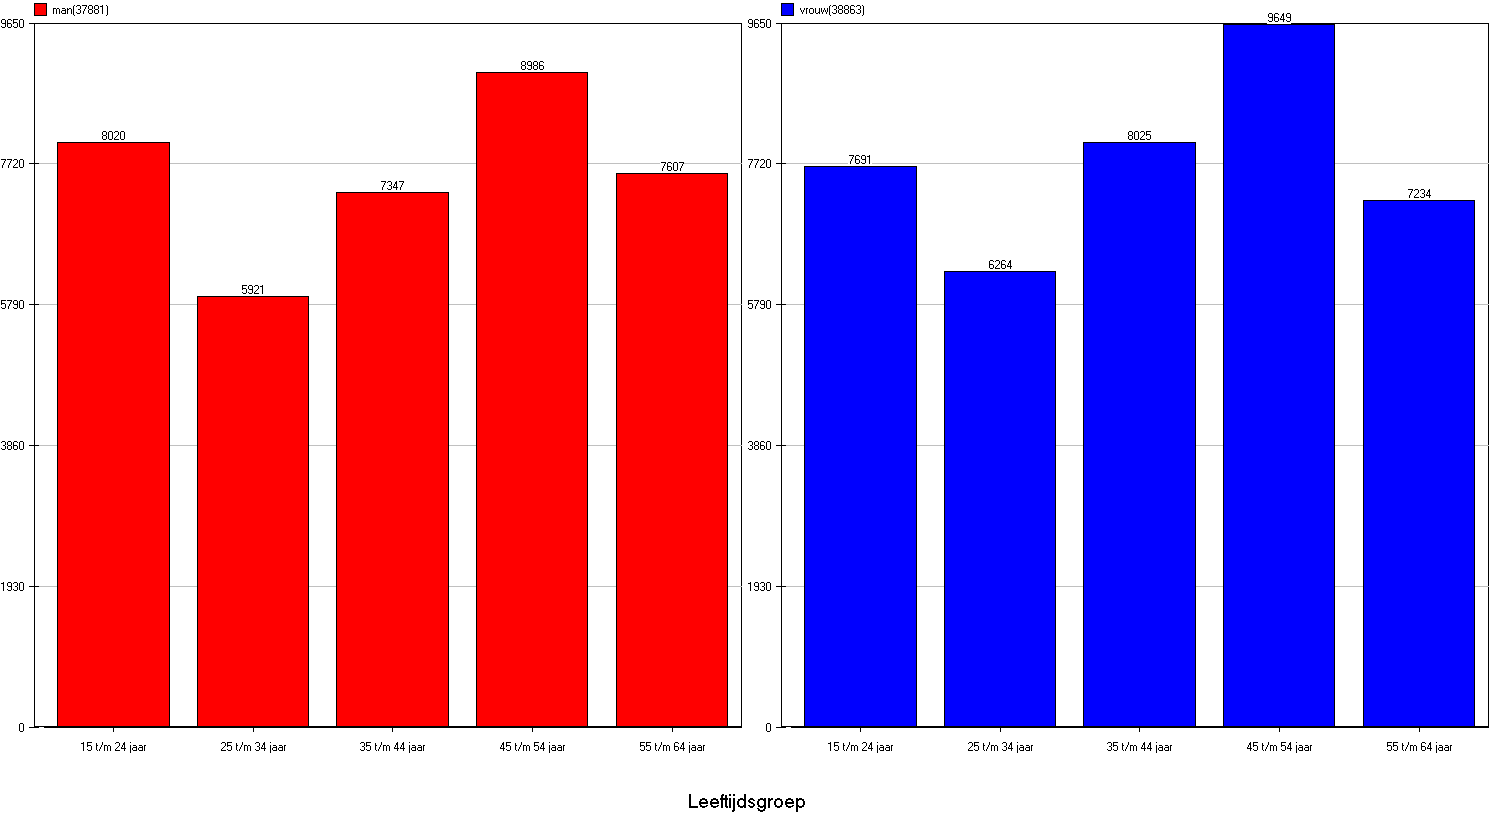 man(37881)
9650
7720
5790
3860
1930
0
8020
5921
7347
8986
7607
15 t/m 24 jaar
25 t/m 34 jaar
35 t/m 44 jaar
45 t/m 54 jaar
55 t/m 64 jaar
vrouw(38863)
9650
7720
5790
3860
1930
0
7691
6264
8025
9649
7234
15 t/m 24 jaar
25 t/m 34 jaar
35 t/m 44 jaar
45 t/m 54 jaar
55 t/m 64 jaar
Leeftijdsgroep